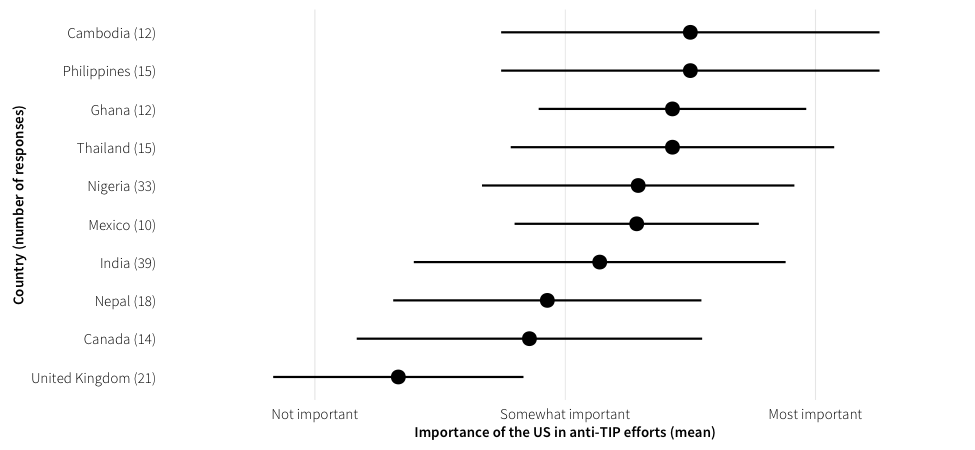 Country (number of responses)
Cambodia (12)
Philippines (15)
Ghana (12)
Thailand (15)
Nigeria (33)
Mexico (10)
India (39)
Nepal (18)
Canada (14)
United Kingdom (21)
Not important Somewhat important Most important
Importance of the US in anti-TIP efforts (mean)